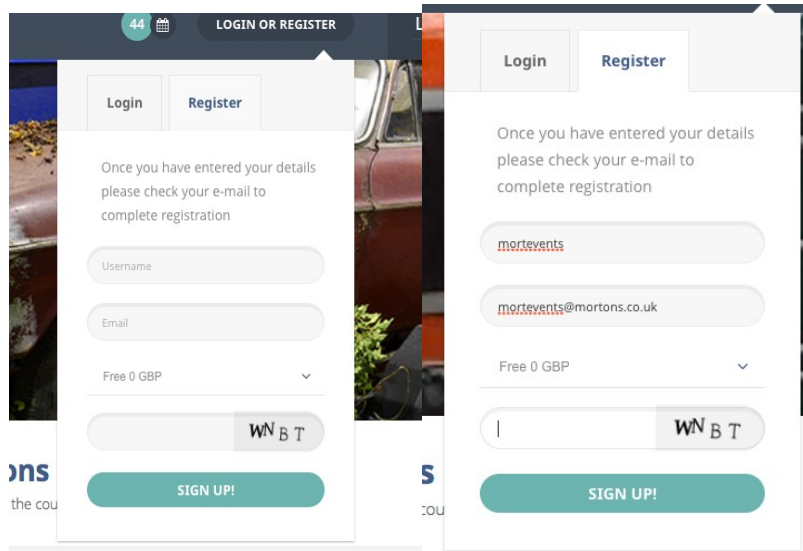 44
LOGIN OR REGISTER
Login
Register
Once you have entered your details
please check your e-mail to
complete registration
Username
Email
Free 0 GBP
WNBT
SIGN UP!
ons
the cou
L
Login
Register
Once you have entered your details
please check your e-mail to
complete registration
mortevents
mortevents@mortons.co.uk
Free 0 GBP
WNBT
SIGN UP!
s
cou